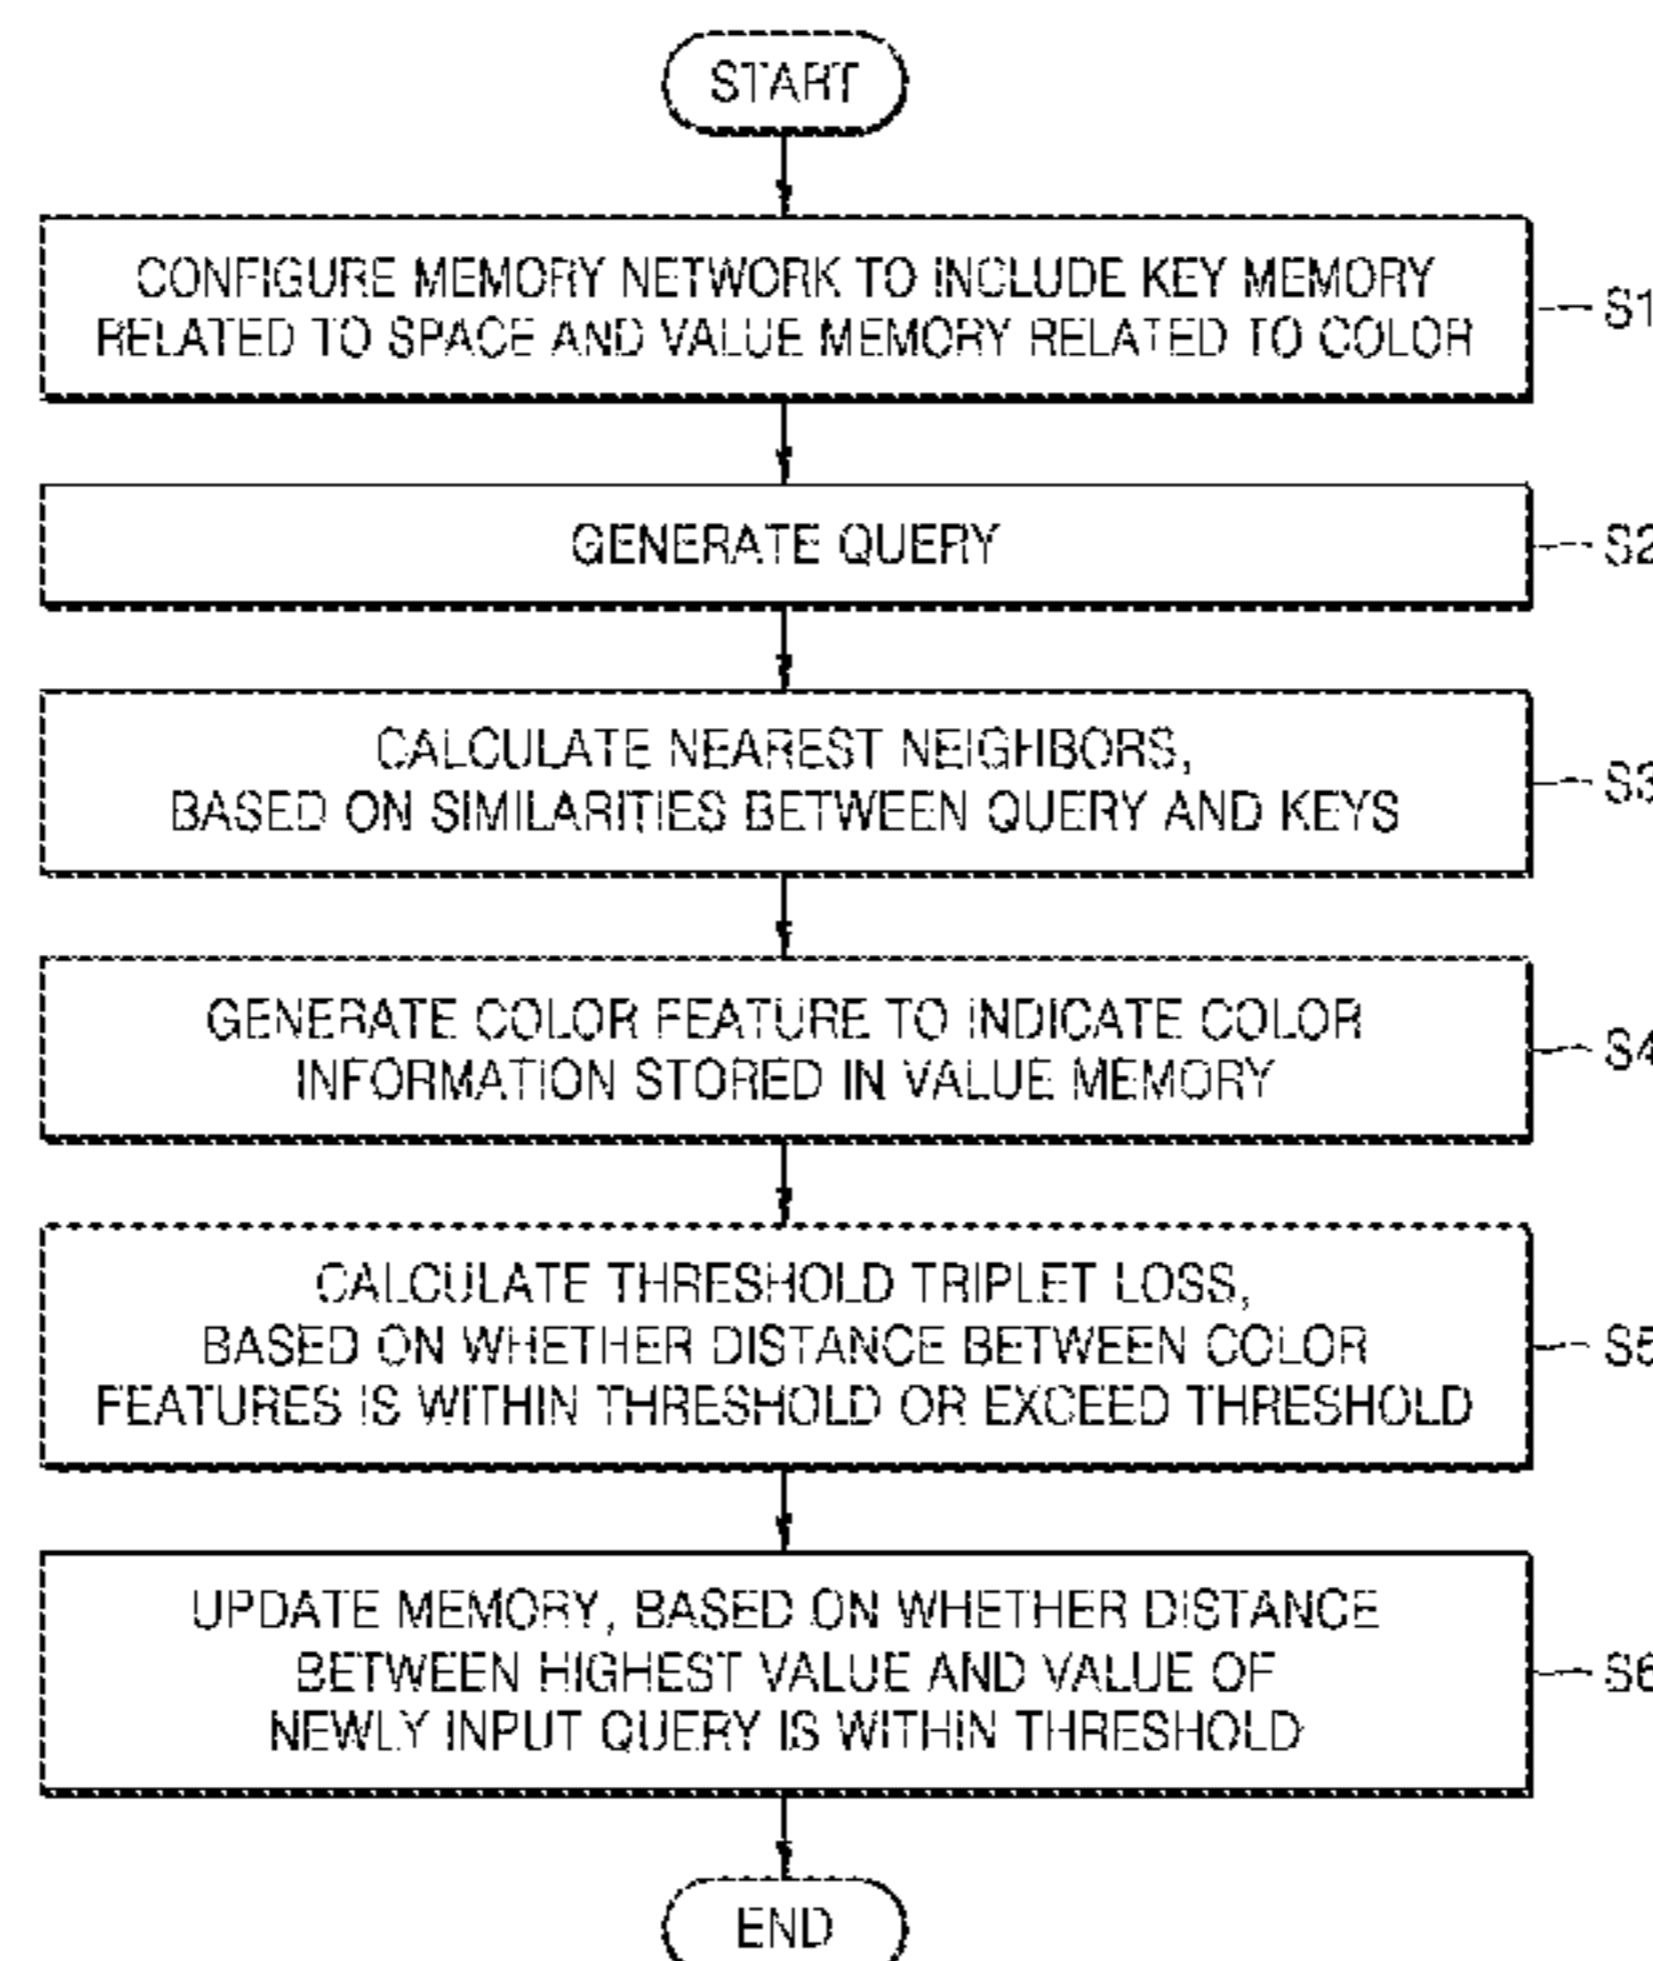 START
CONFIGURE MEMORY NETWORK TO INCLUDE KEY MEMORY
RELATED TO SPACE AND VALUE MEMORY RELATED TO COLOR
S1
GENERATE QUERY
S2
CALCULATE NEAREST NEIGHBORS,
BASED ON SIMILARITIES BETWEEN QUERY AND KEYS
S3
GENERATE COLOR FEATURE TO INDICATE COLOR
INFORMATION STORED IN VALUE MEMORY
S4
CALCULATE THRESHOLD TRIPLET LOSS,
BASED ON WHETHER DISTANCE BETWEEN COLOR
FEATURES IS WITHIN THRESHOLD OR EXCEED THRESHOLD
S5
UPDATE MEMORY, BASED ON WHETHER DISTANCE
BETWEEN HIGHEST VALUE AND VALUE OF
NEWLY INPUT QUERY IS WITHIN THRESHOLD
S6
END